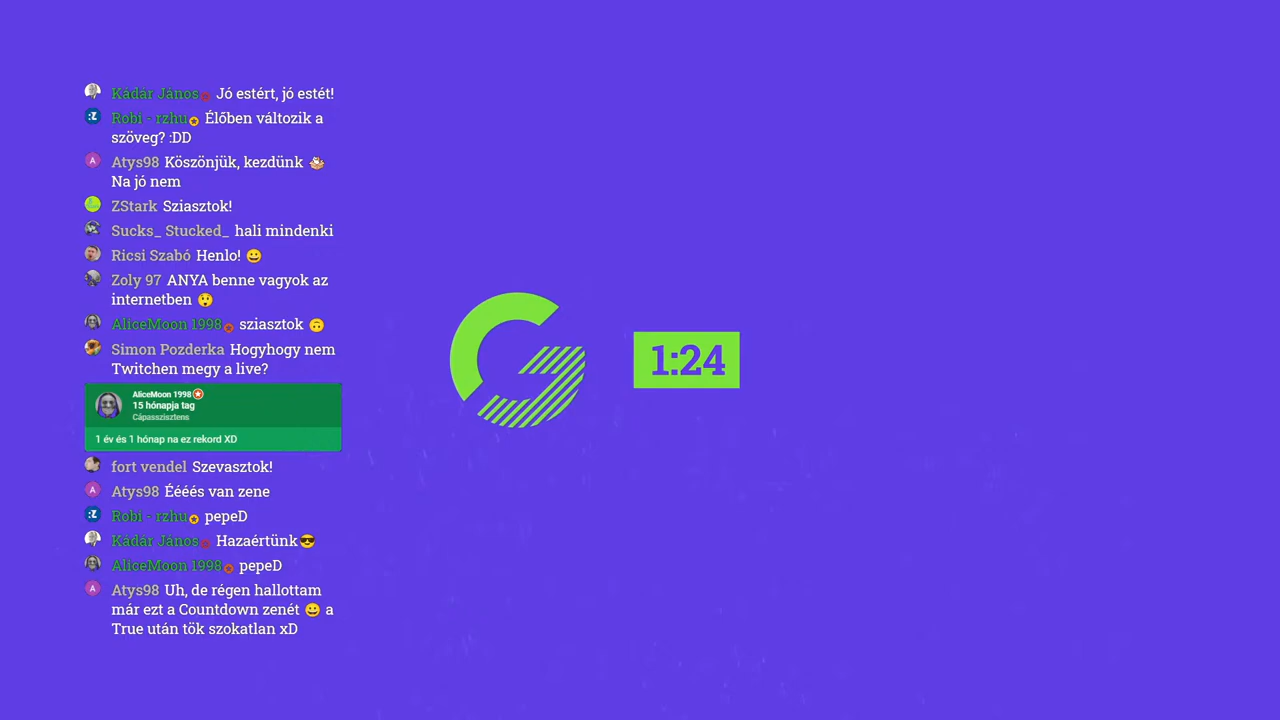 Kádár János Jó estért, jó estét!
Robi - rzhu Élőben változik a
szöveg? :DD
Atys98 Köszönjük, kezdünk
Na jó nem
ZStark Sziasztok!
Sucks_ Stucked_ hali mindenki
Ricsi Szabó Henlo! 😀
Zoly 97 ANYA benne vagyok az
internetben 😲
AliceMoon 1998 sziasztok 🙃
Simon Pozderka Hogyhogy nem
Twitchen megy a live?
AliceMoon 1998
15 hónapja tag
Cápasszisztens
1 év és 1 hónap na ez rekord XD
fort vendel Szevasztok!
A Atys98 Éééés van zene
:Z Robi - rzhu pepeD
Kádár János Hazaértünk😎
AliceMoon 1998 pepeD
A Atys98 Uh, de régen hallottam
már ezt a Countdown zenét 😀 a
True után tök szokatlan xD
1:24